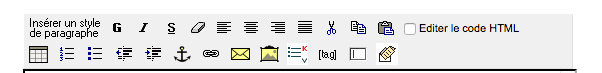 Insérer un style
de paragraphe G I S Editer le code HTML
K
V [tag]